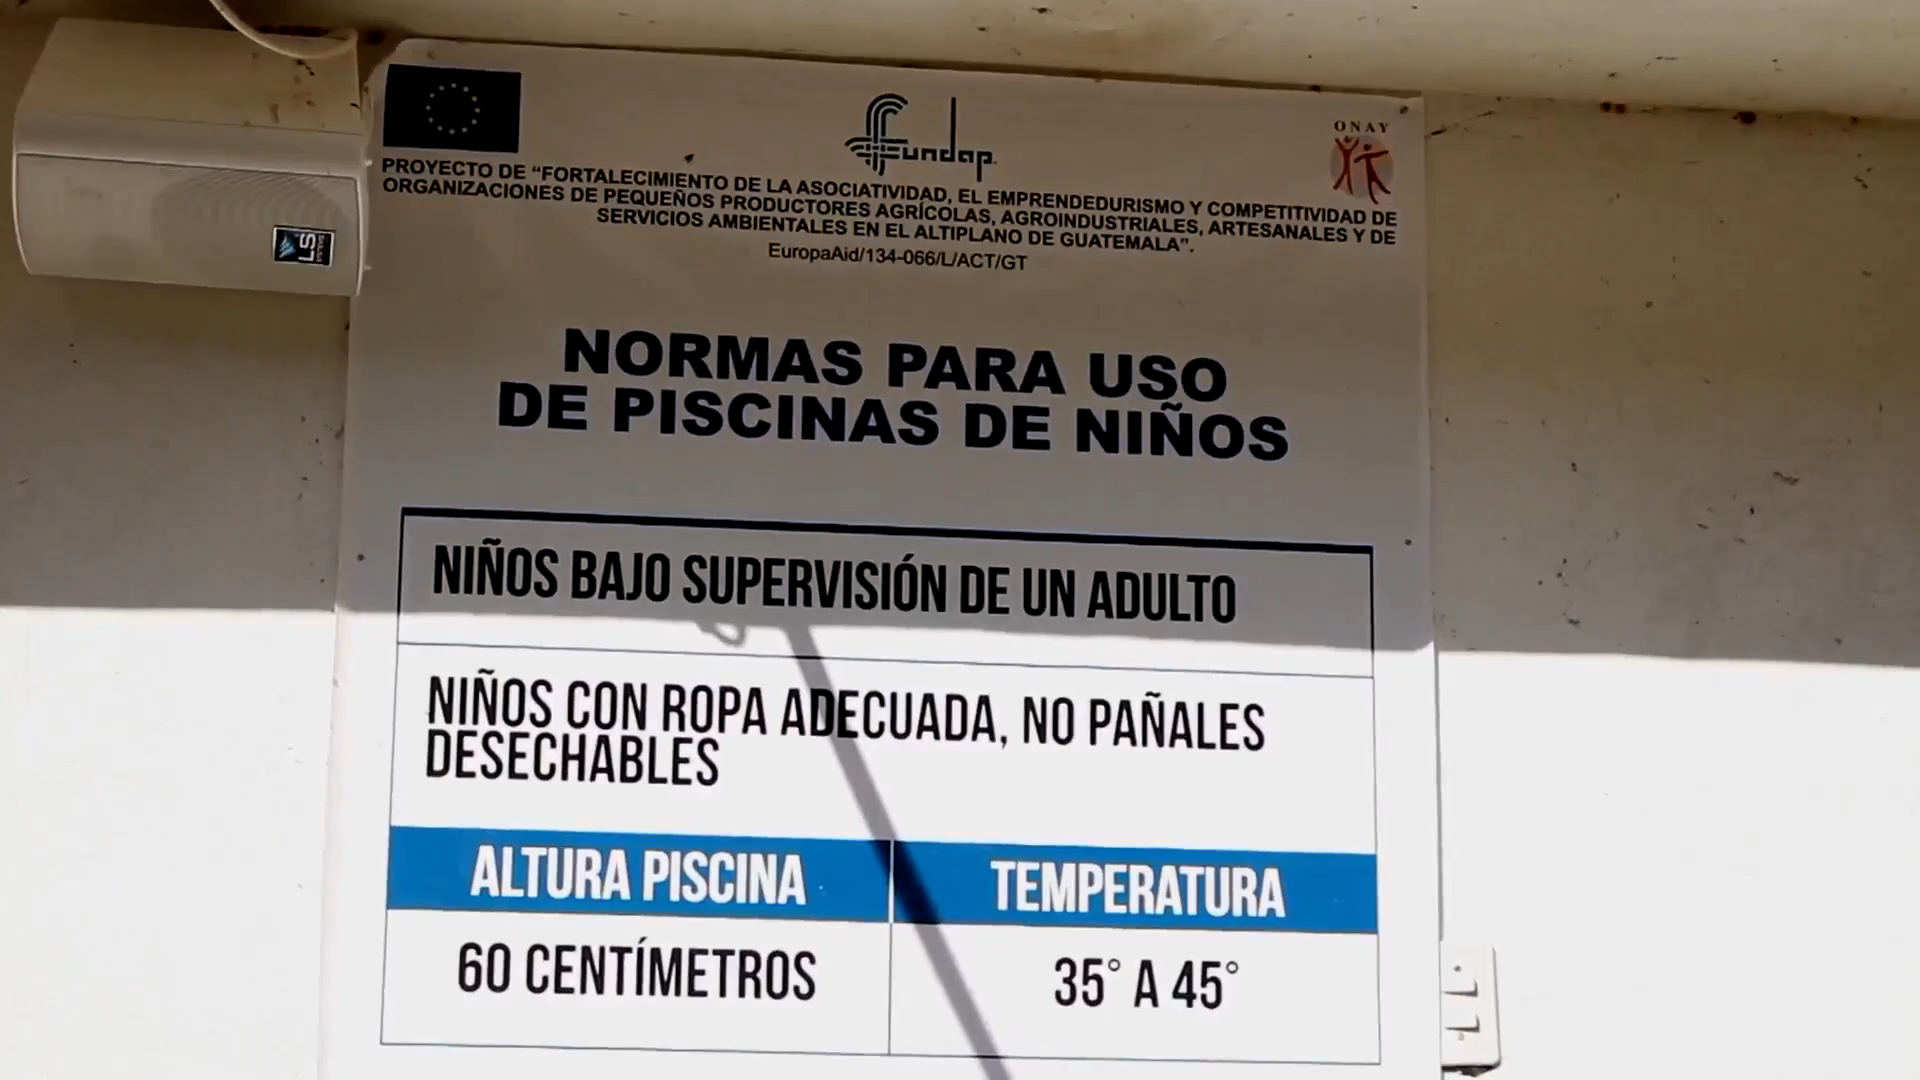 Fundap
ONAY
PROYECTO DE “FORTALECIMIENTO DE LA ASOCIATIVIDAD, EL EMPRENDEDURISMO Y COMPETITIVIDAD DE
ORGANIZACIONES DE PEQUEÑOS PRODUCTORES AGRÍCOLAS, AGROINDUSTRIALES, ARTESANALES Y DE
SERVICIOS AMBIENTALES EN EL ALTIPLANO DE GUATEMALA”.
EuropaAid/134-066/L/ACT/GT
LS
NORMAS PARA USO
DE PISCINAS DE NIÑOS
NIÑOS BAJO SUPERVISIÓN DE UN ADULTO
NIÑOS CON ROPA ADECUADA, NO PAÑALES
DESECHABLES
ALTURA PISCINA
TEMPERATURA
60 CENTÍMETROS
35° A 45°